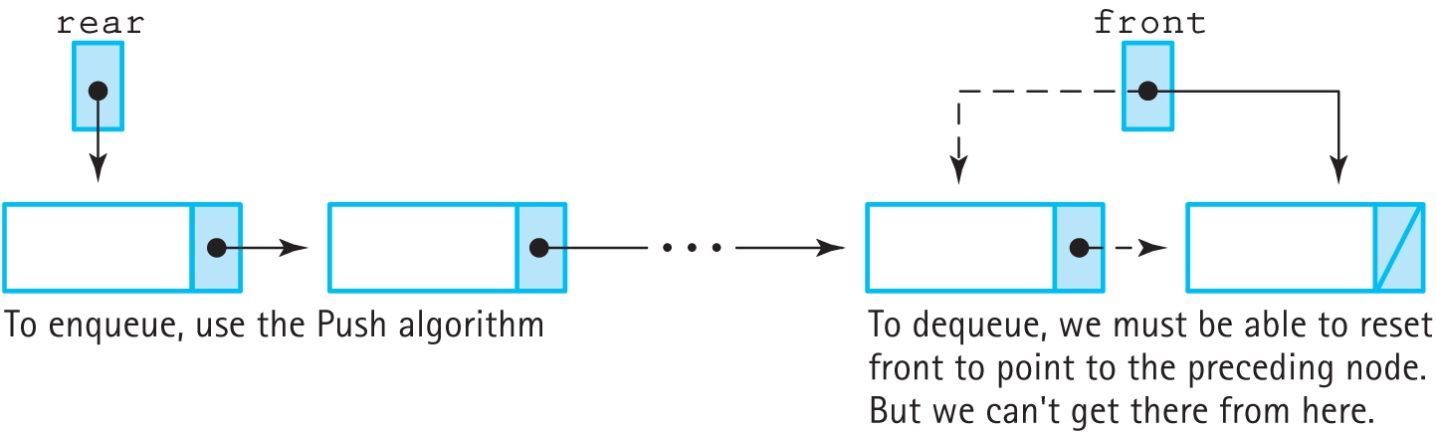 rear
front
To enqueue, use the Push algorithm
To dequeue, we must be able to reset
front to point to the preceding node.
But we can't get there from here.